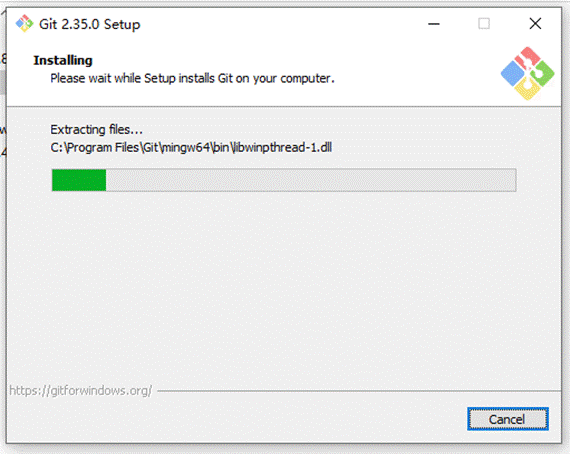 Git 2.35.0 Setup
Installing
Please wait while Setup installs Git on your computer.
Extracting files...
C:\Program Files\Git\mingw64\bin\libwinpthread-1.dll
https://gitforwindows.org/
Cancel